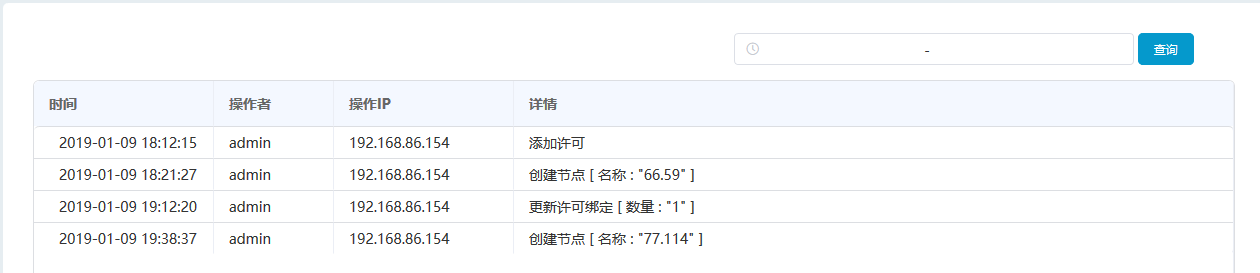 - 查询
时间 操作者 操作IP 详情
2019-01-09 18:12:15 admin 192.168.86.154 添加许可
2019-01-09 18:21:27 admin 192.168.86.154 创建节点 [ 名称 : "66.59" ]
2019-01-09 19:12:20 admin 192.168.86.154 更新许可绑定 [ 数量 : "1" ]
2019-01-09 19:38:37 admin 192.168.86.154 创建节点 [ 名称 : "77.114" ]